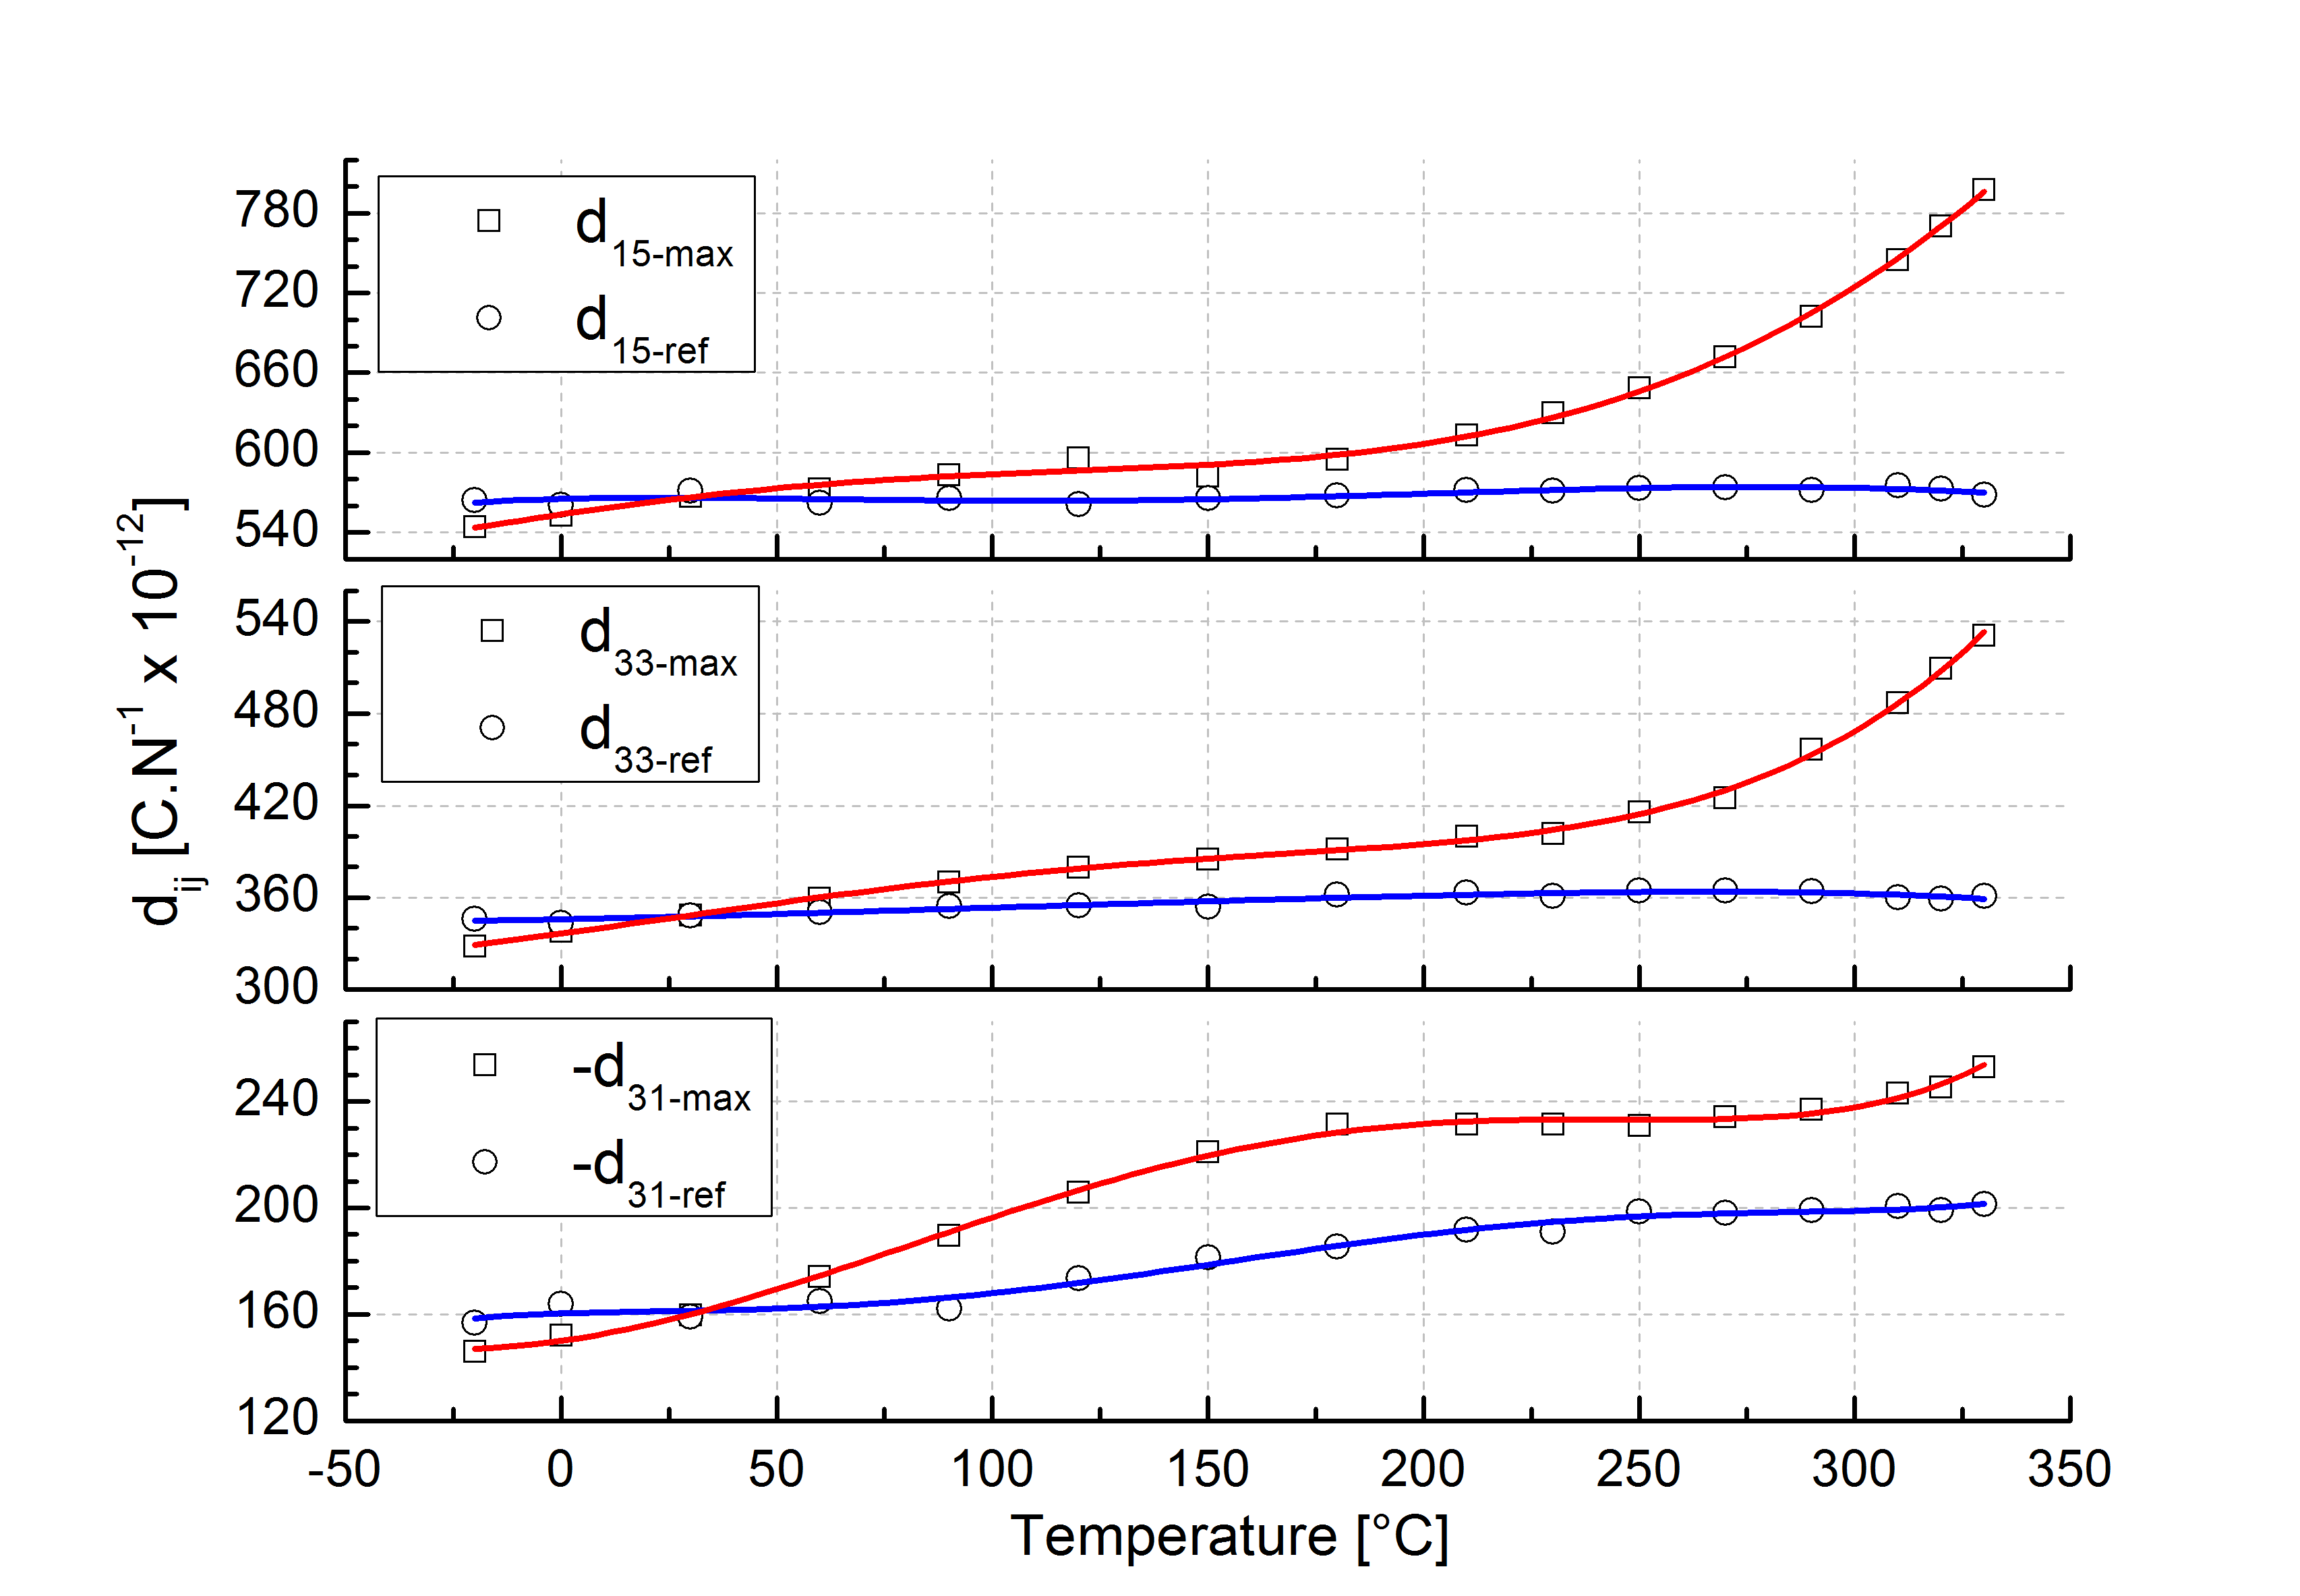 780
720
660
600
540
d15-max
d15-ref
540
480
420
360
300
d33-max
d33-ref
240
200
160
120
-d31-max
-d31-ref
dij [C.N-1 x 10-12]
-50 0 50 100 150 200 250 300 350
Temperature [°C]